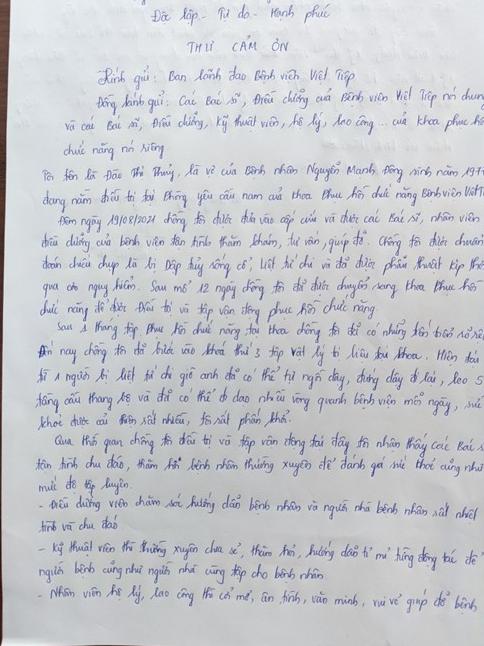 Độc lập - Tự do - Hạnh phúc
THƯ CẢM ƠN
Kính gửi: Ban lãnh đạo Bệnh viện Việt Tiệp
Đồng kính gửi: Các Bác sĩ, Điều dưỡng của Bệnh viện Việt Tiệp nói chung
và các Bác sĩ, Điều dưỡng, Kỹ thuật viên, hộ lý, lao công ... của khoa phục hồ
chức năng nói riêng
Tôi tên là Đào Thị Thủy, là vợ của Bệnh nhân Nguyễn Mạnh Đông sinh năm 197
đang nằm điều trị tại Phòng yêu cầu nam của khoa Phục hồi chức năng Bệnh viện Việt Ti
Đêm ngày 19/08/2021 chồng tôi được đưa vào cấp cứu và được các Bác sĩ, nhân viên
điều dưỡng của bệnh viện tận tình thăm khám, tư vấn, giúp đỡ. Chồng tôi được chuẩn
đoán chiếu chụp là bị Dập tủy sống cổ, liệt tứ chi và đã được phẫu thuật kịp thờ
qua cơn nguy hiểm. Sau mổ 12 ngày chồng tôi đã được chuyển sang khoa Phục hồi
chức năng để được Điều trị và tập vận động phục hồi chức năng.
Sau 1 tháng tập Phục hồi chức năng tại khoa chồng tôi đã có những tiến triển rõ rệ
Đến nay chồng tôi đã bước vào khoá thứ 3 tập vật lý trị liệu tại khoa. Hiện tại
từ 1 người bị liệt tứ chi giờ anh đã có thể tự ngồi dậy, đứng dậy đi lại, leo 5
tầng cầu thang bộ và đã có thể đi dạo nhiều vòng quanh bệnh viện mỗi ngày, sức
khoẻ được cải thiện rất nhiều, tôi rất phấn khởi.
Qua thời gian chồng tôi điều trị và tập vận động tại đây tôi nhận thấy các Bác s
tận tình chu đáo, thăm hỏi bệnh nhân thường xuyên để đánh giá sức khoẻ cũng như
mức độ tập luyện.
- Điều dưỡng viên chăm sóc, hướng dẫn bệnh nhân và người nhà bệnh nhân rất nhiệt
tình và chu đáo
- Kỹ thuật viên thì thường xuyên chia sẻ, thăm hỏi, hướng dẫn tỉ mỉ từng động tác để
người bệnh cũng như người nhà cùng tập cho bệnh nhân
- Nhân viên hộ lý, lao công thì cởi mở, ân tình, văn minh, vui vẻ giúp đỡ bệnh